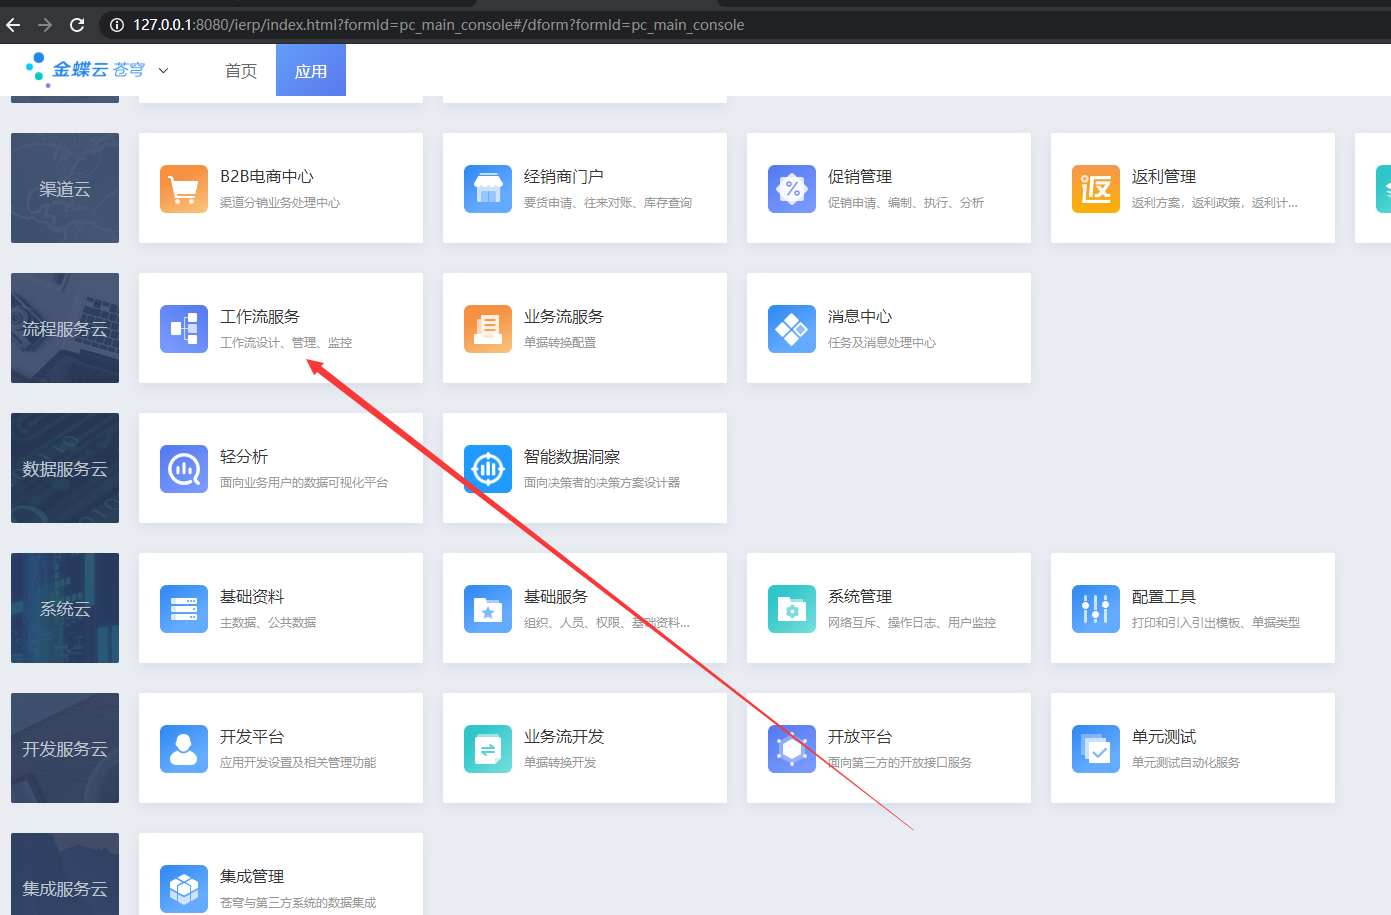 127.0.0.1:8080/ierp/index.html?formId=pc_main_console#/dform?formId=pc_main_console
金蝶云 苍穹
首页
应用
渠道云
B2B电商中心
渠道分销业务处理中心
经销商门户
要货申请、往来对账、库存查询
促销管理
促销申请、编制、执行、分析
返
返利管理
返利方案，返利政策，返利计...
流程服务云
工作流服务
工作流设计、管理、监控
业务流服务
单据转换配置
消息中心
任务及消息处理中心
数据服务云
轻分析
面向业务用户的数据可视化平台
智能数据洞察
面向决策者的决策方案设计器
系统云
基础资料
主数据、公共数据
基础服务
组织、人员、权限、基础资料...
系统管理
网络互斥、操作日志、用户监控
配置工具
打印和引入引出模板、单据类型
开发服务云
开发平台
应用开发设置及相关管理功能
业务流开发
单据转换开发
开放平台
面向第三方的开放接口服务
单元测试
单元测试自动化服务
集成服务云
集成管理
苍穹与第三方系统的数据集成